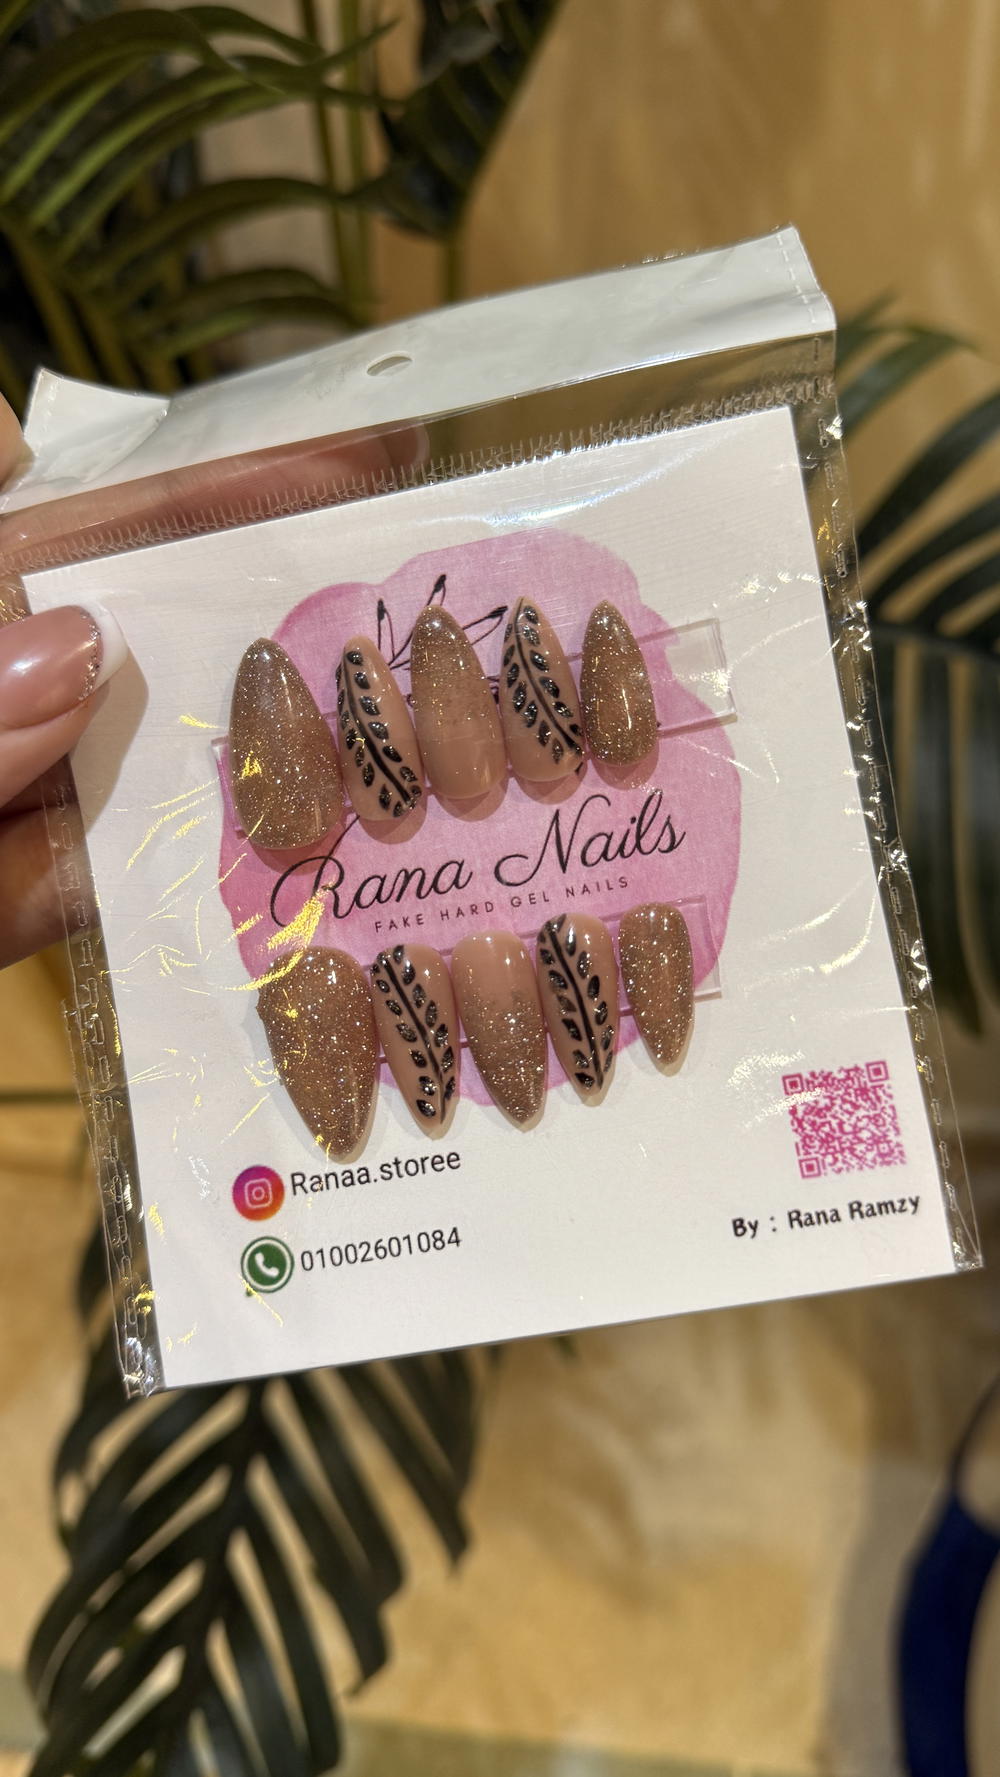 Rana Nails
FAKE HARD GEL NAILS
Ranaa.storee
01002601084
By : Rana Ramzy